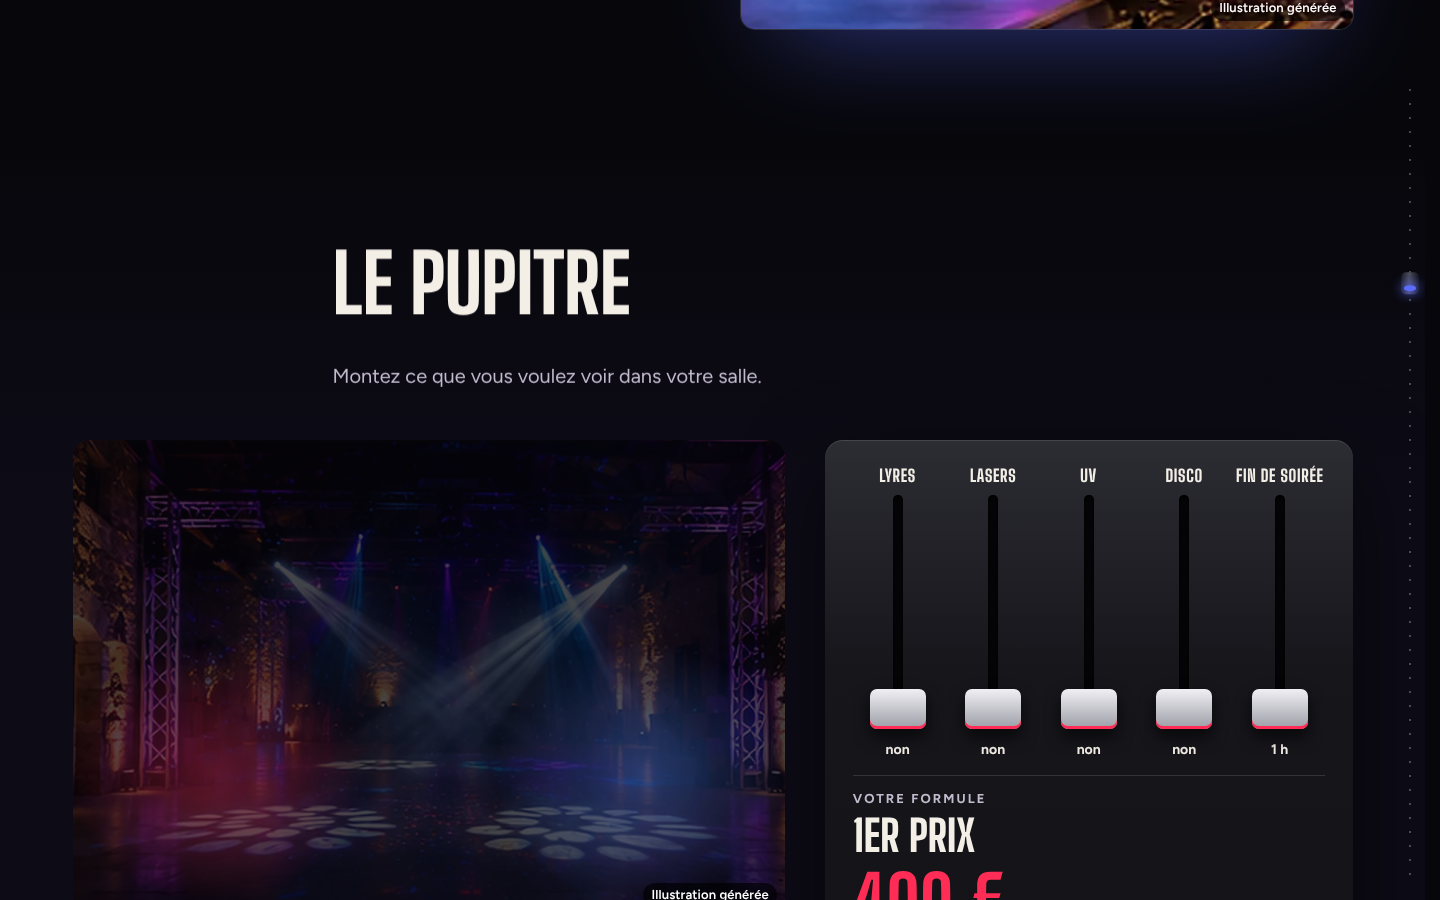 Illustration générée
LE PUPITRE
Montez ce que vous voulez voir dans votre salle.
LYRES LASERS UV DISCO FIN DE SOIRÉE
non non non non 1 h
VOTRE FORMULE
1ER PRIX
400 €
Illustration générée